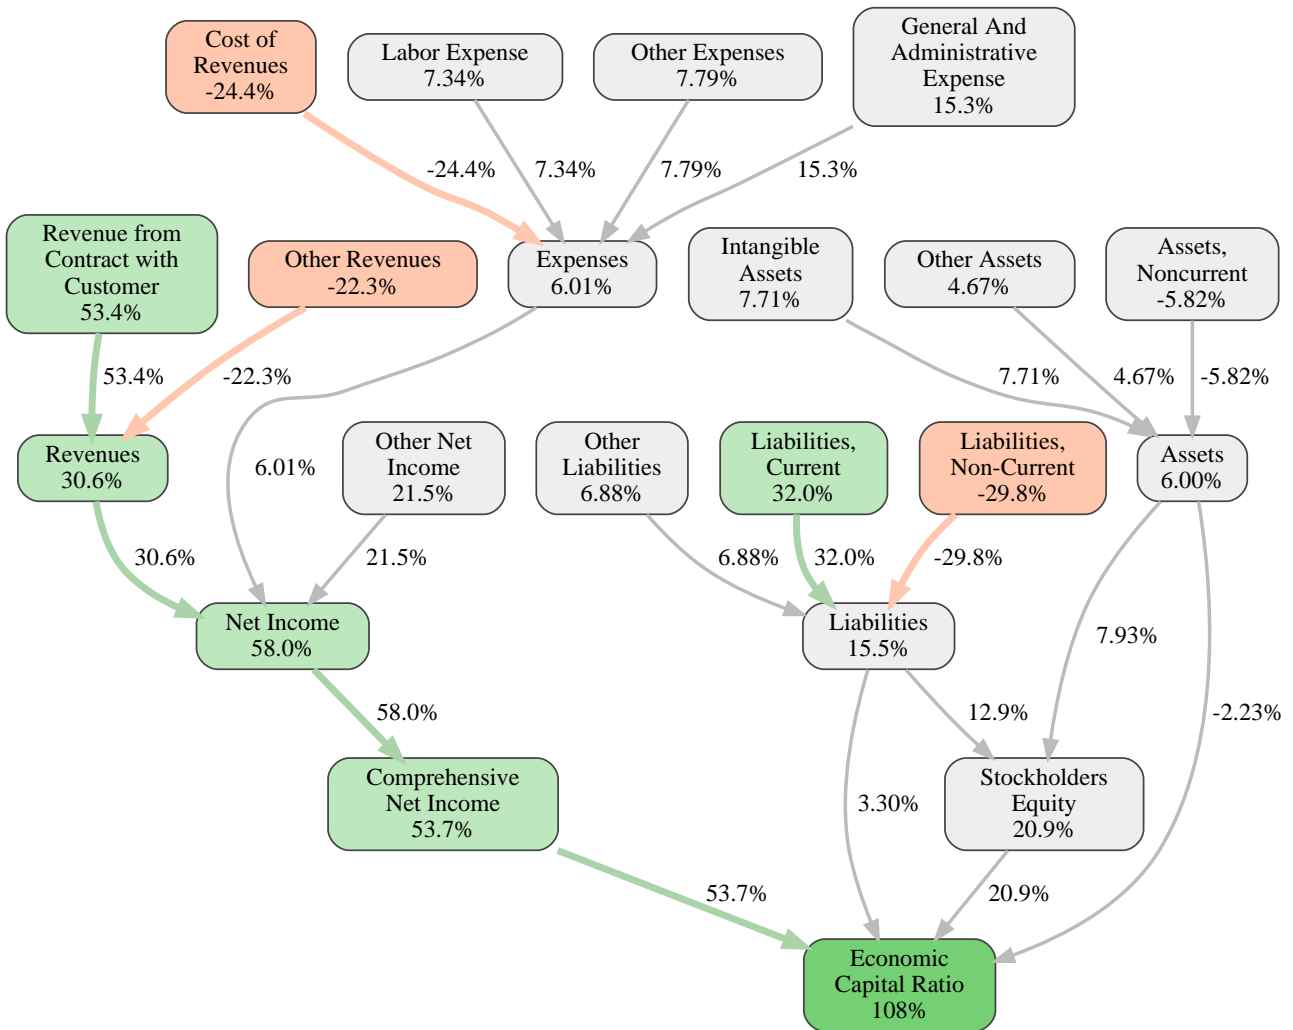 Cost of
Revenues
-24.4%
Labor Expense
7.34%
Other Expenses
7.79%
General And
Administrative
Expense
15.3%
-24.4%
7.34%
7.79%
15.3%
Revenue from
Contract with
Customer
53.4%
Other Revenues
-22.3%
Expenses
6.01%
Intangible
Assets
7.71%
Other Assets
4.67%
Assets,
Noncurrent
-5.82%
53.4%
-22.3%
7.71%
4.67%
-5.82%
Revenues
30.6%
6.01%
Other Net
Income
21.5%
Other
Liabilities
6.88%
Liabilities,
Current
32.0%
Liabilities,
Non-Current
-29.8%
Assets
6.00%
30.6%
21.5%
6.88%
32.0%
-29.8%
Net Income
58.0%
Liabilities
15.5%
7.93%
58.0%
12.9%
-2.23%
Comprehensive
Net Income
53.7%
3.30%
Stockholders
Equity
20.9%
53.7%
20.9%
Economic
Capital Ratio
108%